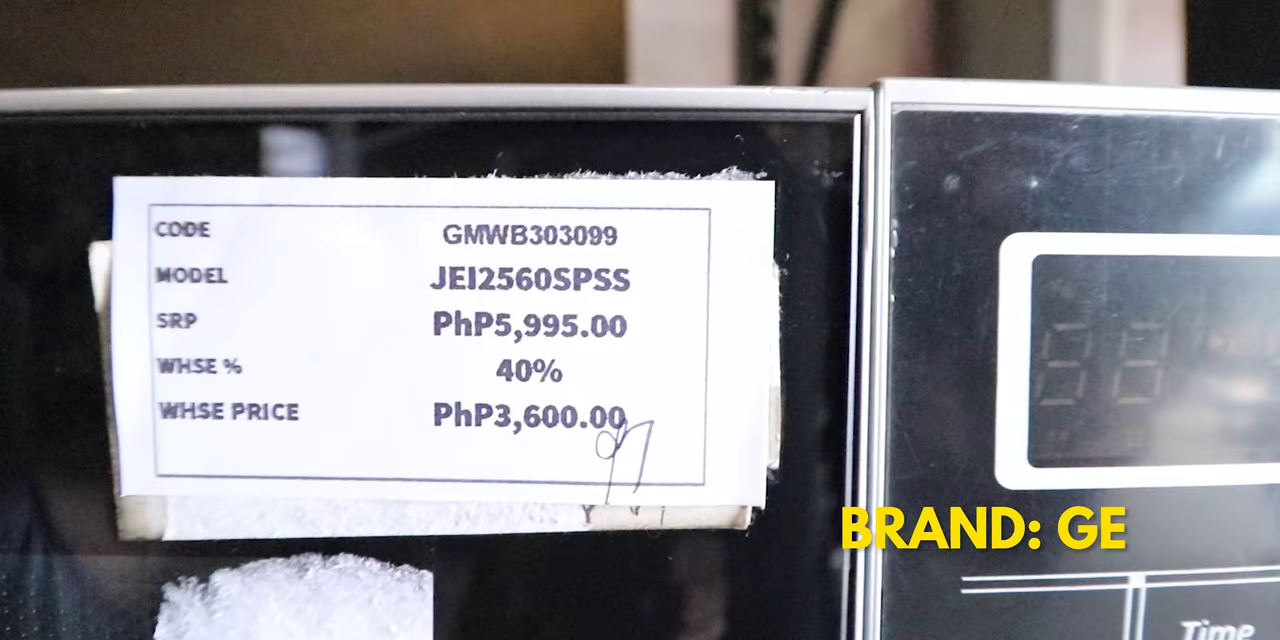 CODE GMWB303099
MODEL JEI2560SPSS
SRP PhP5,995.00
WHSE % 40%
WHSE PRICE PhP3,600.00
BRAND: GE
Time